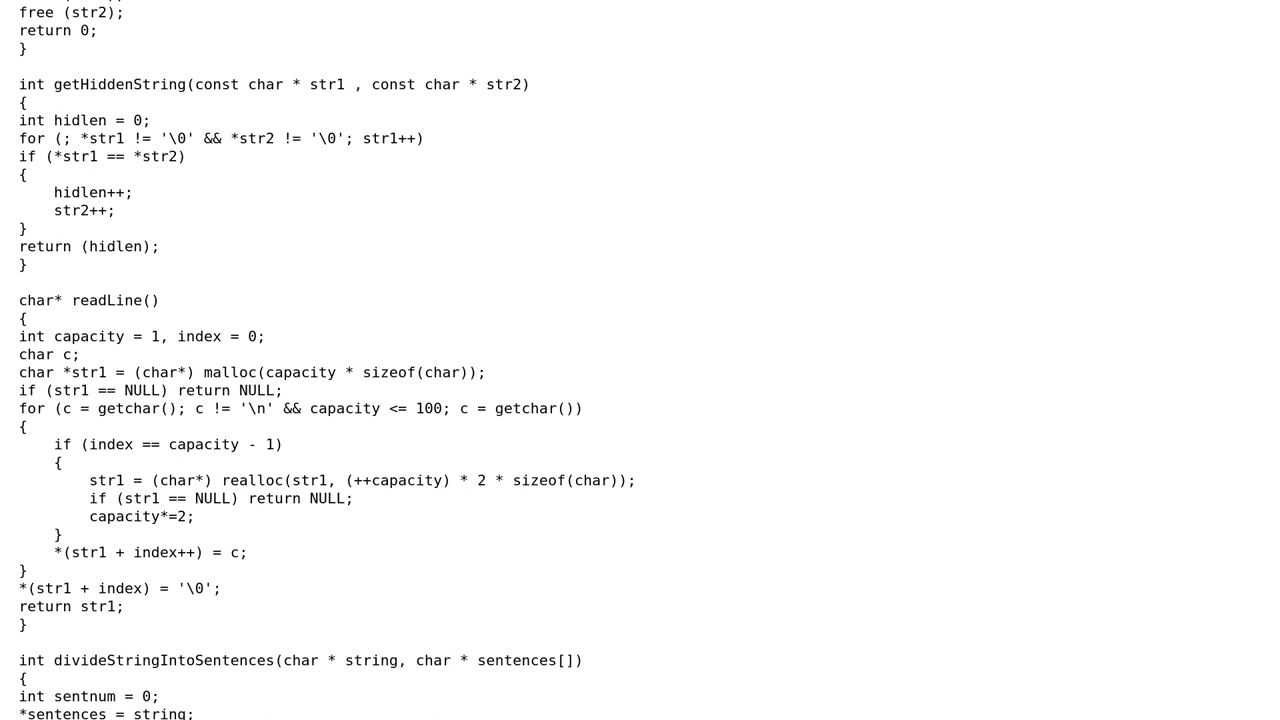 free (str2);
return 0;
}
int getHiddenString(const char * str1 , const char * str2)
{
int hidlen = 0;
for (; *str1 != '\0' && *str2 != '\0'; str1++)
if (*str1 == *str2)
{
    hidlen++;
    str2++;
}
return (hidlen);
}
char* readLine()
{
int capacity = 1, index = 0;
char c;
char *str1 = (char*) malloc(capacity * sizeof(char));
if (str1 == NULL) return NULL;
for (c = getchar(); c != '\n' && capacity <= 100; c = getchar())
{
    if (index == capacity - 1)
    {
        str1 = (char*) realloc(str1, (++capacity) * 2 * sizeof(char));
        if (str1 == NULL) return NULL;
        capacity*=2;
    }
    *(str1 + index++) = c;
}
*(str1 + index) = '\0';
return str1;
}
int divideStringIntoSentences(char * string, char * sentences[])
{
int sentnum = 0;
*sentences = string;